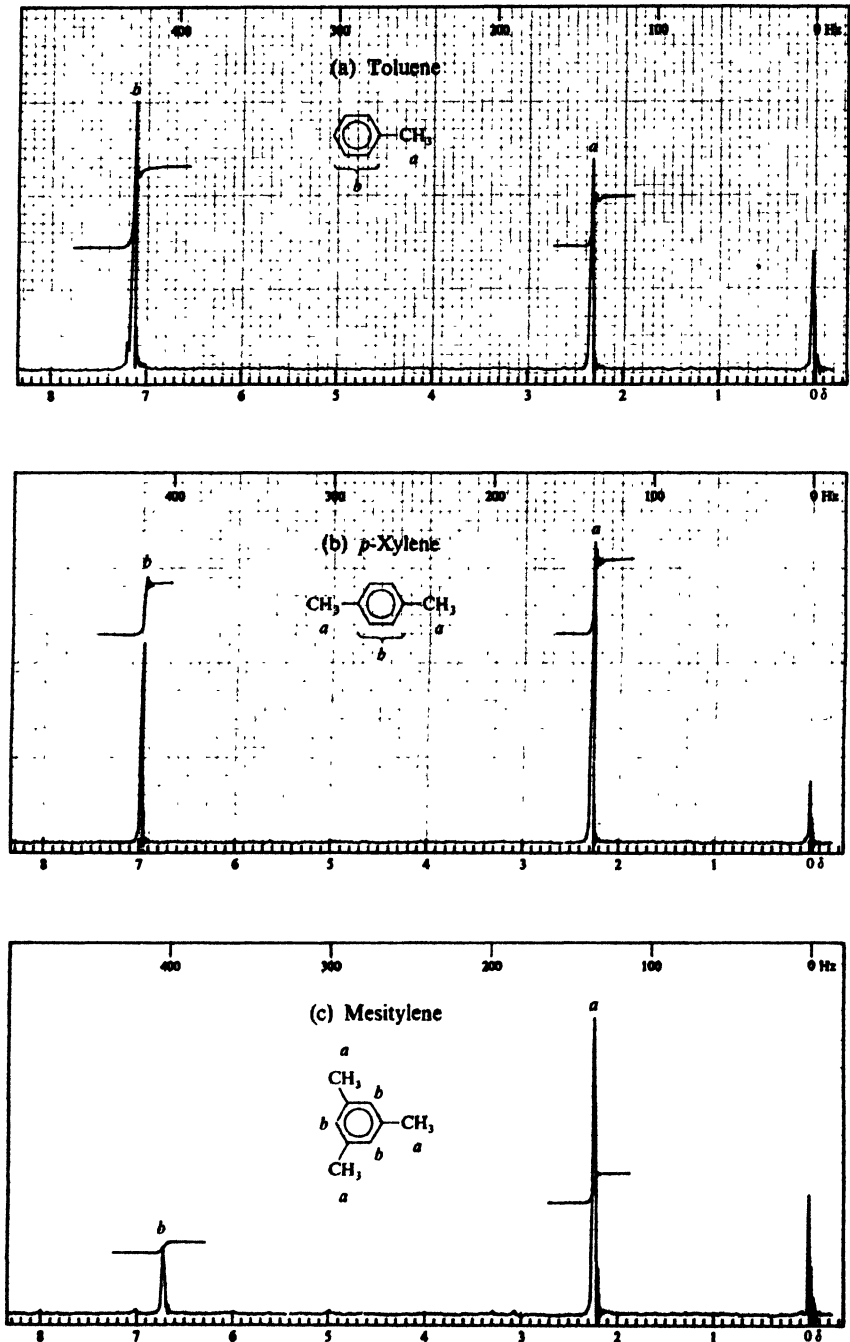 400 300 200 100 0 Hz
(a) Toluene
b
a
CH3
a
b
8 7 6 5 4 3 2 1 0 δ
400 300 200 100 0 Hz
(b) p-Xylene
b
a
CH3 CH3
a a
b
8 7 6 5 4 3 2 1 0 δ
400 300 200 100 0 Hz
(c) Mesitylene
a
a
CH3
b
b CH3
b a
CH3
a
b
8 7 6 5 4 3 2 1 0 δ